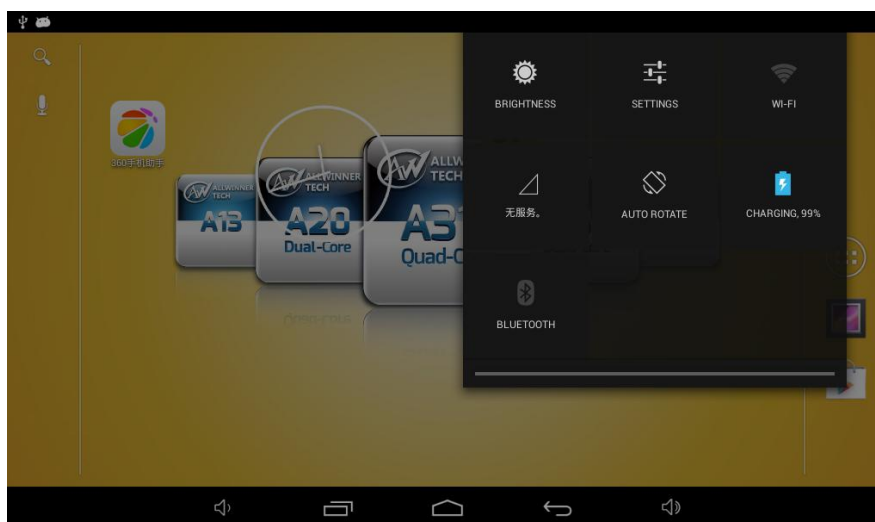 BRIGHTNESS
SETTINGS
WI-FI
360手机助手
ALLWINNER
TECH
A13
ALLWINNER
TECH
A20
Dual-Core
ALLW
TECH
A31
Quad-C
无服务。
AUTO ROTATE
CHARGING, 99%
BLUETOOTH